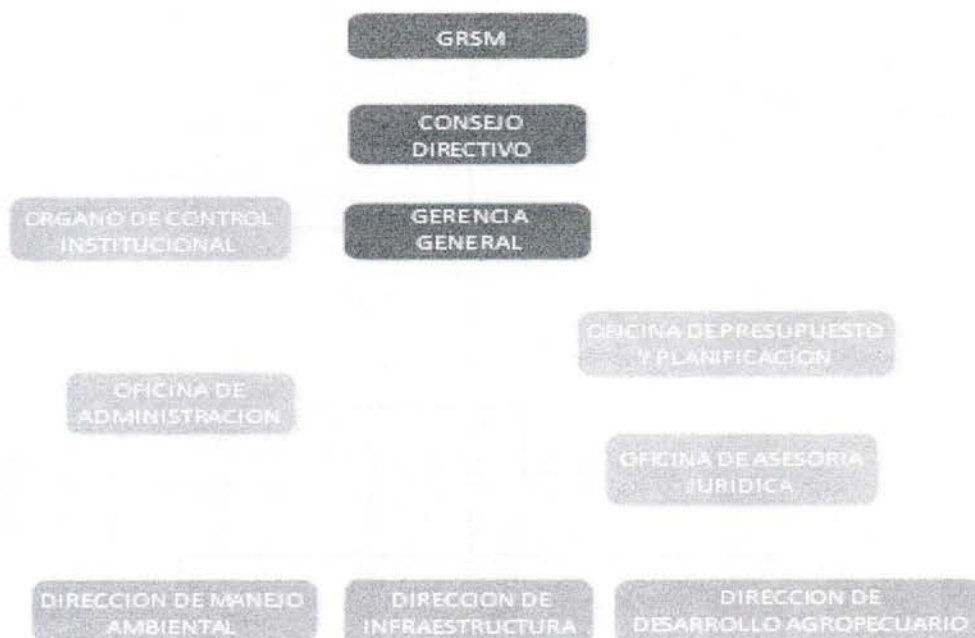 GRSM
CONSEJO
DIRECTIVO
ORGANO DE CONTROL
INSTITUCIONAL
GERENCIA
GENERAL
OFICINA DE PRESUPUESTO
Y PLANIFICACION
OFICINA DE
ADMINISTRACION
OFICINA DE ASESORIA
JURIDICA
DIRECCION DE MANEJO
AMBIENTAL
DIRECCION DE
INFRAESTRUCTURA
DIRECCION DE
DESARROLLO AGROPECUARIO